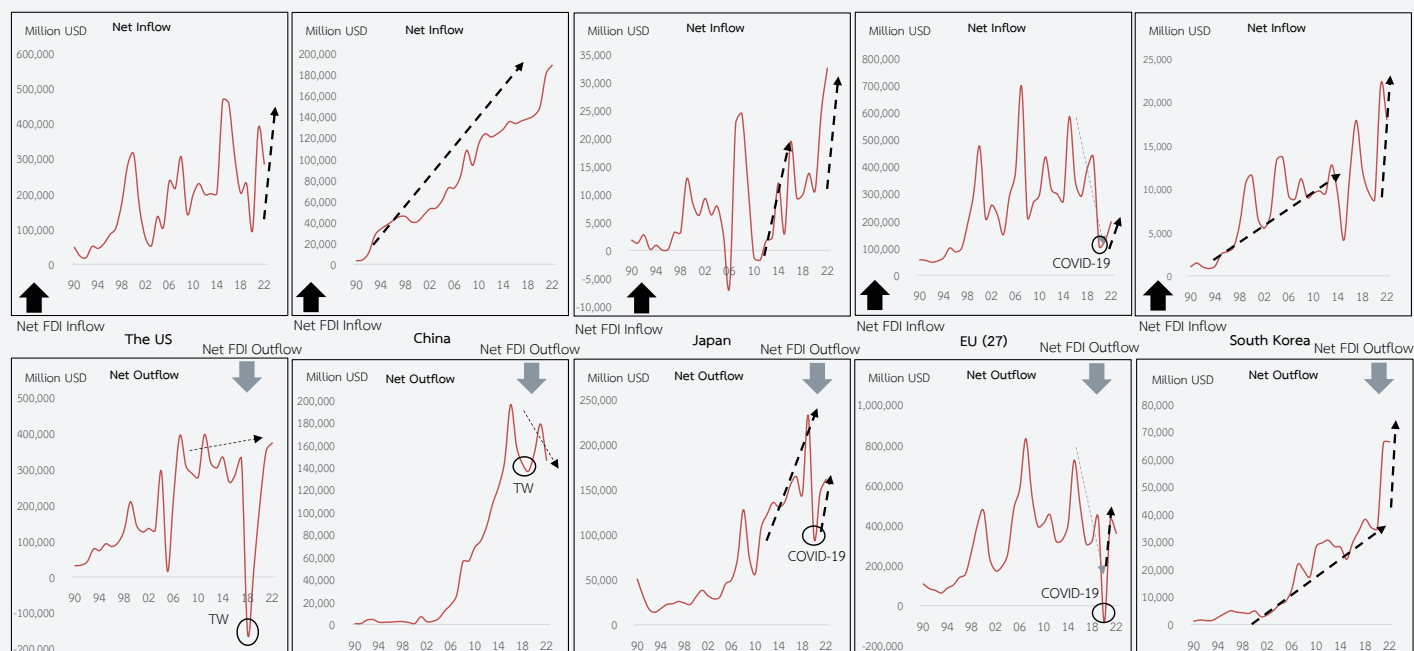 Million USD Net Inflow
600,000
500,000
400,000
300,000
200,000
100,000
0
90 94 98 02 06 10 14 18 22
Million USD Net Inflow
200,000
180,000
160,000
140,000
120,000
100,000
80,000
60,000
40,000
20,000
0
90 94 98 02 06 10 14 18 22
Million USD Net Inflow
35,000
30,000
25,000
20,000
15,000
10,000
5,000
0
-5,000
-10,000
90 94 98 02 06 10 14 18 22
Million USD Net Inflow
800,000
700,000
600,000
500,000
400,000
300,000
200,000
100,000
0
COVID-19
90 94 98 02 06 10 14 18 22
Million USD Net Inflow
25,000
20,000
15,000
10,000
5,000
0
90 94 98 02 06 10 14 18 22
Net FDI Inflow
The US
Net FDI Outflow
Net FDI Inflow
China
Net FDI Outflow
Net FDI Inflow
Japan
Net FDI Outflow
Net FDI Inflow
EU (27)
Net FDI Outflow
Net FDI Inflow
South Korea
Net FDI Outflow
Million USD Net Outflow
500,000
400,000
300,000
200,000
100,000
0
-100,000
-200,000
90 94 98 02 06 10 14 18 22
TW
Million USD Net Outflow
200,000
180,000
160,000
140,000
120,000
100,000
80,000
60,000
40,000
20,000
0
TW
90 94 98 02 06 10 14 18 22
Million USD Net Outflow
250,000
200,000
150,000
100,000
50,000
0
COVID-19
90 94 98 02 06 10 14 18 22
Million USD Net Outflow
1,000,000
800,000
600,000
400,000
200,000
0
-200,000
COVID-19
90 94 98 02 06 10 14 18 22
Million USD Net Outflow
80,000
70,000
60,000
50,000
40,000
30,000
20,000
10,000
0
90 94 98 02 06 10 14 18 22